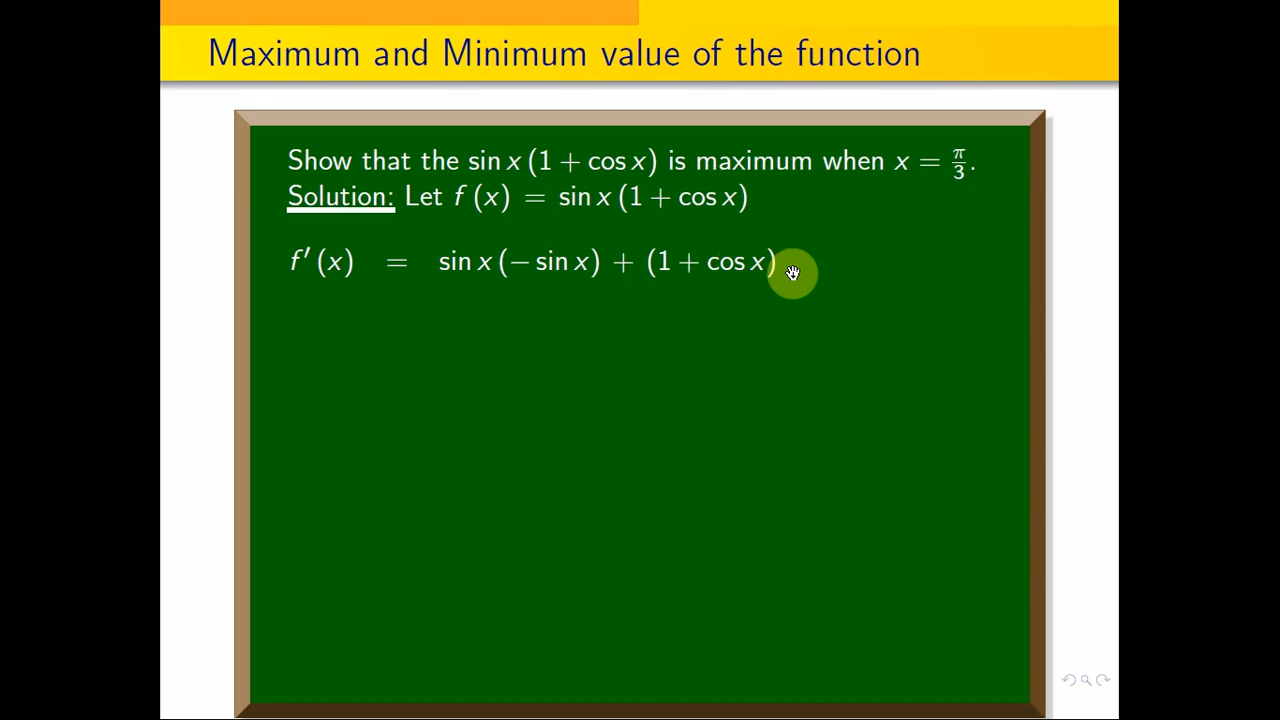 Maximum and Minimum value of the function
Show that the sin x (1 + cos x) is maximum when x = π/3.
Solution: Let f (x) = sin x (1 + cos x)
f′ (x) = sin x (− sin x) + (1 + cos x)